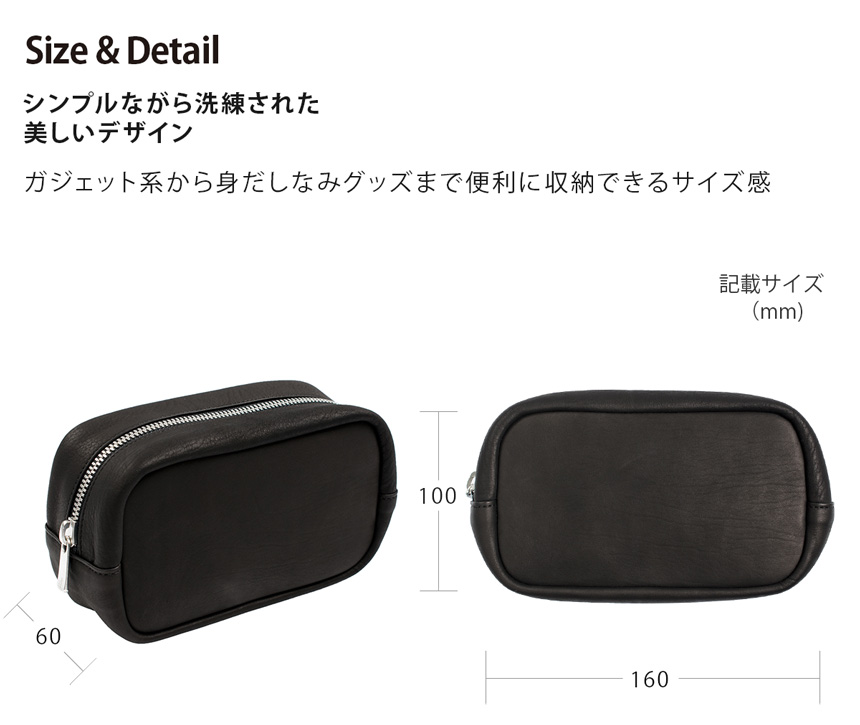 Size & Detail
シンプルながら洗練された
美しいデザイン
ガジェット系から身だしなみグッズまで便利に収納できるサイズ感
記載サイズ
（mm）
100
60
160